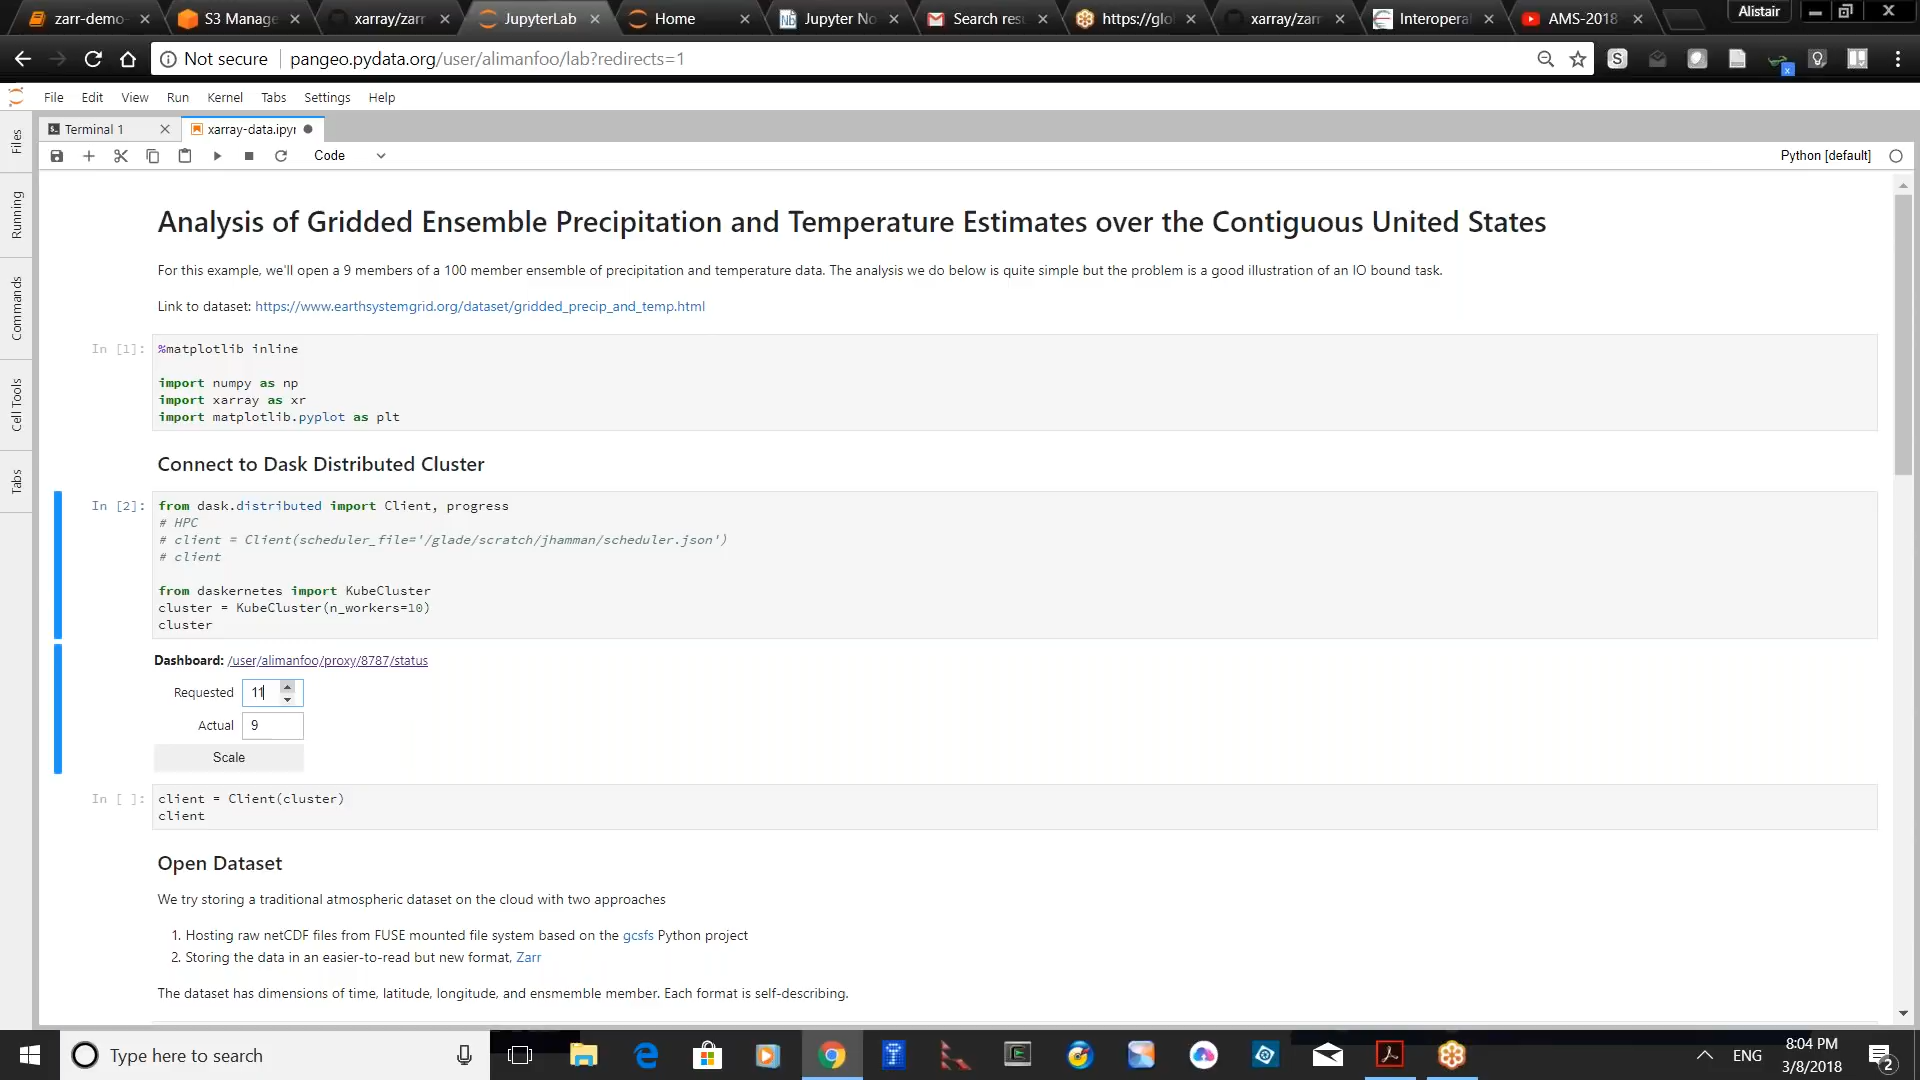 zarr-demo-
S3 Manage
xarray/zarr
JupyterLab
Home
Jupyter No
Search resu
https://glo
xarray/zarr
Interopera
AMS-2018
Alistair
Not secure
pangeo.pydata.org/user/alimanfoo/lab?redirects=1
File Edit View Run Kernel Tabs Settings Help
Files
Running
Commands
Cell Tools
Tabs
Terminal 1
xarray-data.ipyn
Code
Python [default]
Analysis of Gridded Ensemble Precipitation and Temperature Estimates over the Contiguous United States
For this example, we'll open a 9 members of a 100 member ensemble of precipitation and temperature data. The analysis we do below is quite simple but the problem is a good illustration of an IO bound task.
Link to dataset: https://www.earthsystemgrid.org/dataset/gridded_precip_and_temp.html
In [1]: %matplotlib inline
import numpy as np
import xarray as xr
import matplotlib.pyplot as plt
Connect to Dask Distributed Cluster
In [2]: from dask.distributed import Client, progress
# HPC
# client = Client(scheduler_file='/glade/scratch/jhamman/scheduler.json')
# client
from daskernetes import KubeCluster
cluster = KubeCluster(n_workers=10)
cluster
Dashboard: /user/alimanfoo/proxy/8787/status
Requested 11
Actual 9
Scale
In [ ]: client = Client(cluster)
client
Open Dataset
We try storing a traditional atmospheric dataset on the cloud with two approaches
1. Hosting raw netCDF files from FUSE mounted file system based on the gcsfs Python project
2. Storing the data in an easier-to-read but new format, Zarr
The dataset has dimensions of time, latitude, longitude, and ensmemble member. Each format is self-describing.
Type here to search
ENG
8:04 PM
3/8/2018
2